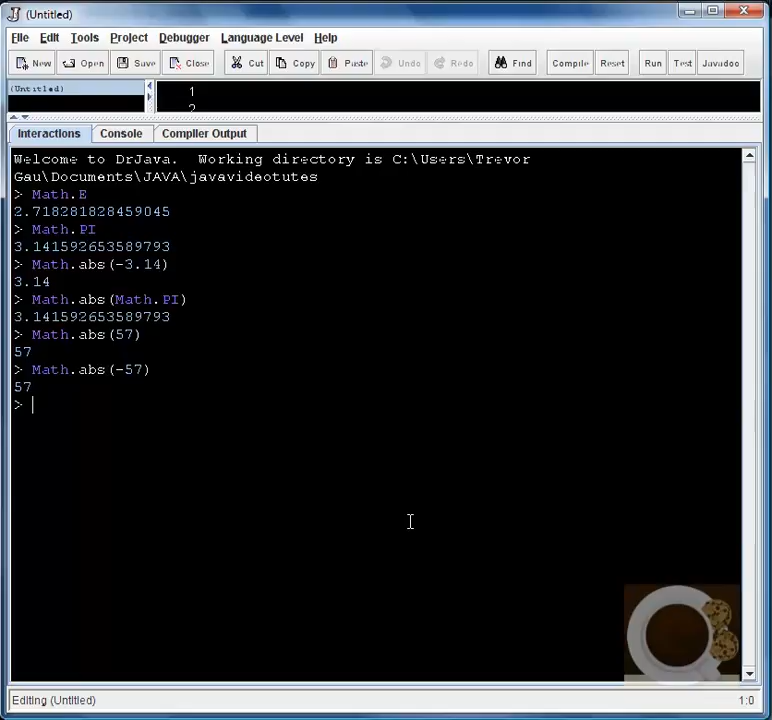 (Untitled)
File Edit Tools Project Debugger Language Level Help
New Open Save Close Cut Copy Paste Undo Redo Find Compile Reset Run Test Javadoc
(Untitled)
1
2
Interactions Console Compiler Output
Welcome to DrJava.  Working directory is C:\Users\Trevor
Gau\Documents\JAVA\javavideotutes
> Math.E
2.718281828459045
> Math.PI
3.141592653589793
> Math.abs(-3.14)
3.14
> Math.abs(Math.PI)
3.141592653589793
> Math.abs(57)
57
> Math.abs(-57)
57
>
Editing (Untitled) 1:0